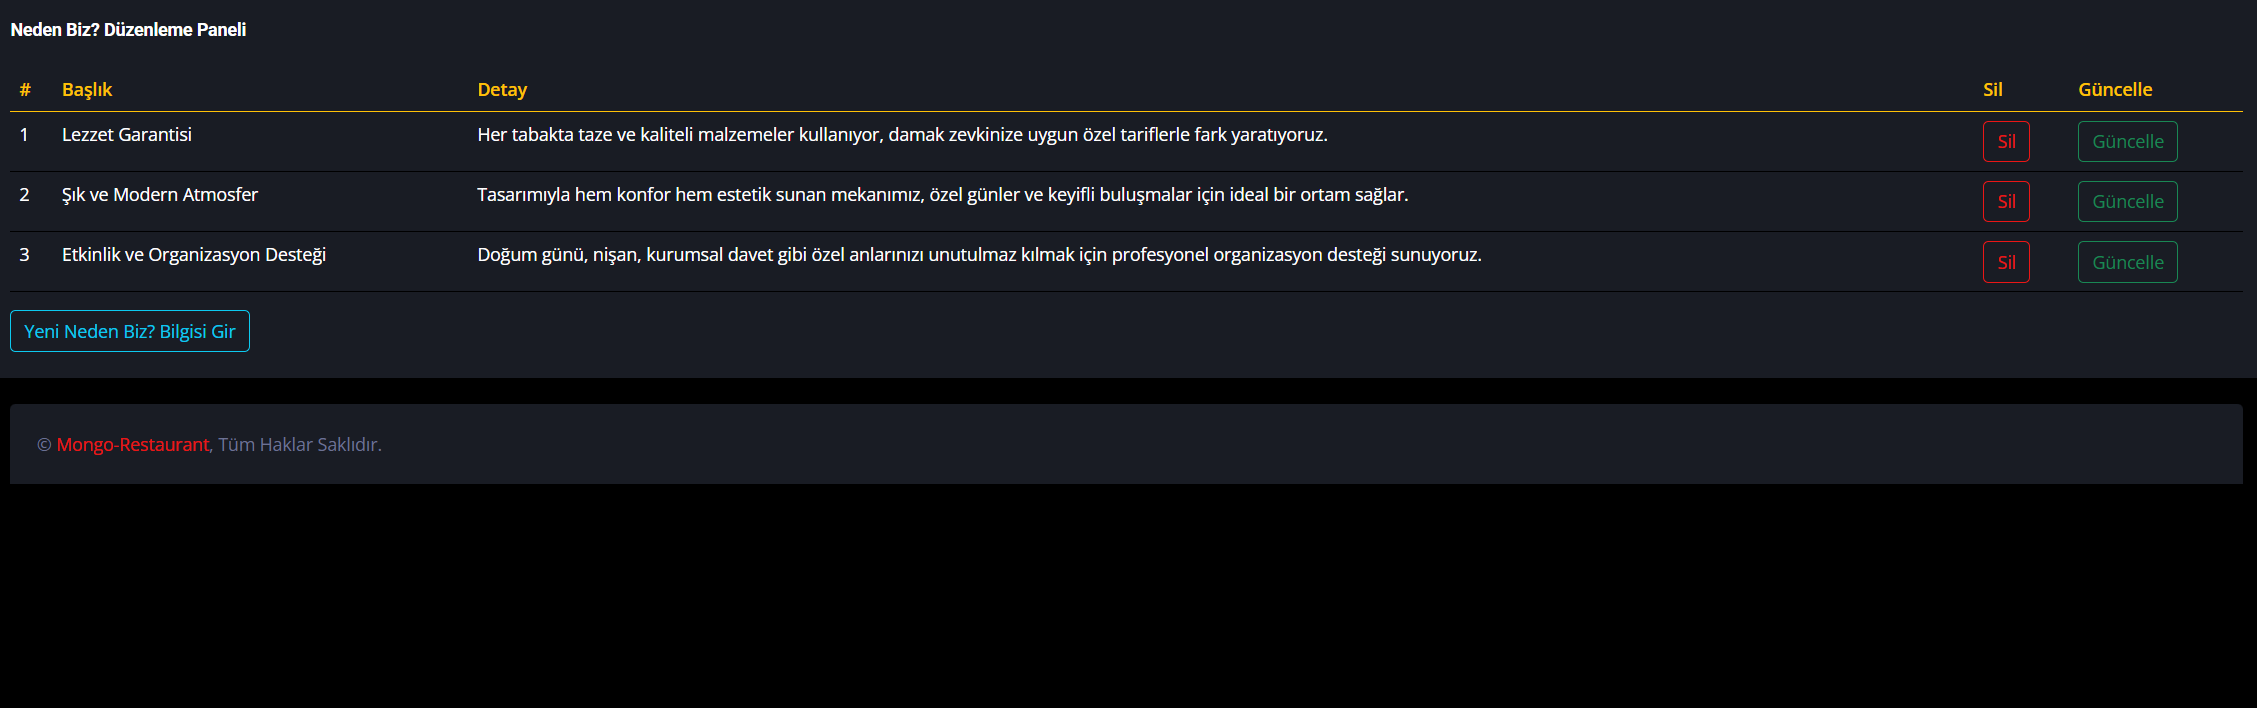 Neden Biz? Düzenleme Paneli
# Başlık Detay Sil Güncelle
1 Lezzet Garantisi Her tabakta taze ve kaliteli malzemeler kullanıyor, damak zevkinize uygun özel tariflerle fark yaratıyoruz. Sil Güncelle
2 Şık ve Modern Atmosfer Tasarımıyla hem konfor hem estetik sunan mekanımız, özel günler ve keyifli buluşmalar için ideal bir ortam sağlar. Sil Güncelle
3 Etkinlik ve Organizasyon Desteği Doğum günü, nişan, kurumsal davet gibi özel anlarınızı unutulmaz kılmak için profesyonel organizasyon desteği sunuyoruz. Sil Güncelle
Yeni Neden Biz? Bilgisi Gir
© Mongo-Restaurant, Tüm Haklar Saklıdır.